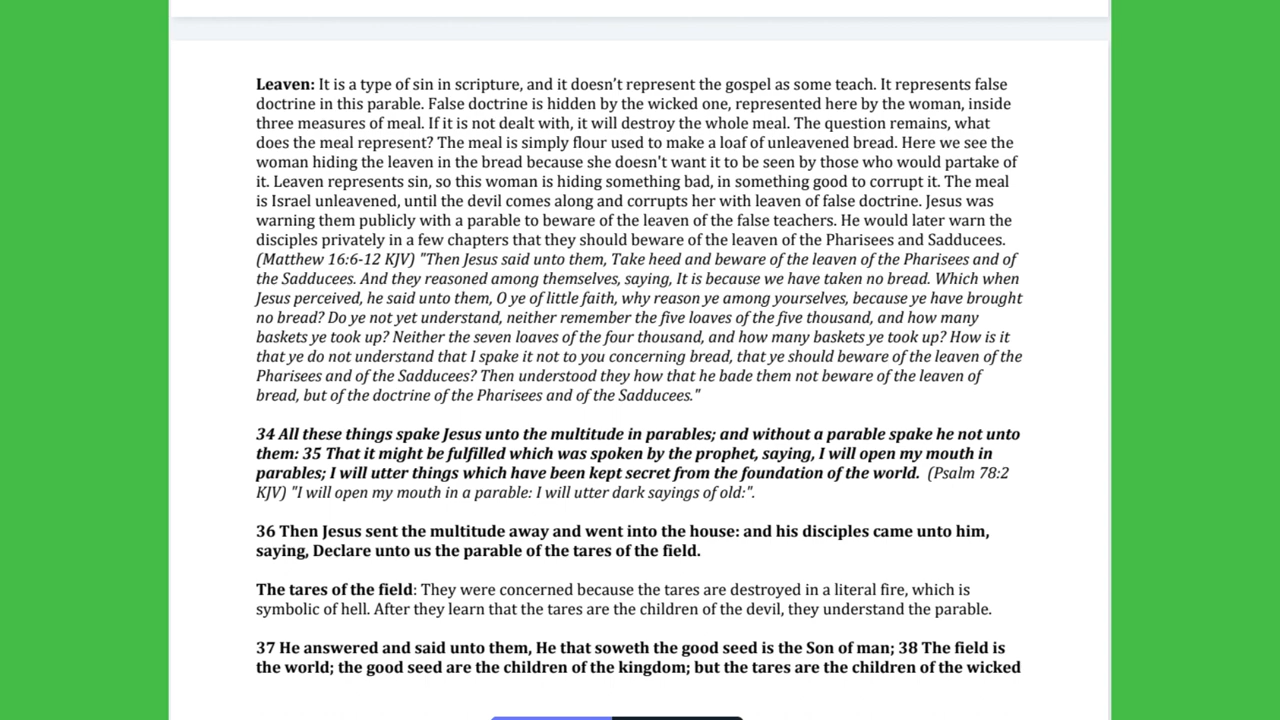 Leaven: It is a type of sin in scripture, and it doesn’t represent the gospel as some teach. It represents false
doctrine in this parable. False doctrine is hidden by the wicked one, represented here by the woman, inside
three measures of meal. If it is not dealt with, it will destroy the whole meal. The question remains, what
does the meal represent? The meal is simply flour used to make a loaf of unleavened bread. Here we see the
woman hiding the leaven in the bread because she doesn't want it to be seen by those who would partake of
it. Leaven represents sin, so this woman is hiding something bad, in something good to corrupt it. The meal
is Israel unleavened, until the devil comes along and corrupts her with leaven of false doctrine. Jesus was
warning them publicly with a parable to beware of the leaven of the false teachers. He would later warn the
disciples privately in a few chapters that they should beware of the leaven of the Pharisees and Sadducees.
(Matthew 16:6-12 KJV) "Then Jesus said unto them, Take heed and beware of the leaven of the Pharisees and of
the Sadducees. And they reasoned among themselves, saying, It is because we have taken no bread. Which when
Jesus perceived, he said unto them, O ye of little faith, why reason ye among yourselves, because ye have brought
no bread? Do ye not yet understand, neither remember the five loaves of the five thousand, and how many
baskets ye took up? Neither the seven loaves of the four thousand, and how many baskets ye took up? How is it
that ye do not understand that I spake it not to you concerning bread, that ye should beware of the leaven of the
Pharisees and of the Sadducees? Then understood they how that he bade them not beware of the leaven of
bread, but of the doctrine of the Pharisees and of the Sadducees."
34 All these things spake Jesus unto the multitude in parables; and without a parable spake he not unto
them: 35 That it might be fulfilled which was spoken by the prophet, saying, I will open my mouth in
parables; I will utter things which have been kept secret from the foundation of the world. (Psalm 78:2
KJV) "I will open my mouth in a parable: I will utter dark sayings of old:".
36 Then Jesus sent the multitude away and went into the house: and his disciples came unto him,
saying, Declare unto us the parable of the tares of the field.
The tares of the field: They were concerned because the tares are destroyed in a literal fire, which is
symbolic of hell. After they learn that the tares are the children of the devil, they understand the parable.
37 He answered and said unto them, He that soweth the good seed is the Son of man; 38 The field is
the world; the good seed are the children of the kingdom; but the tares are the children of the wicked